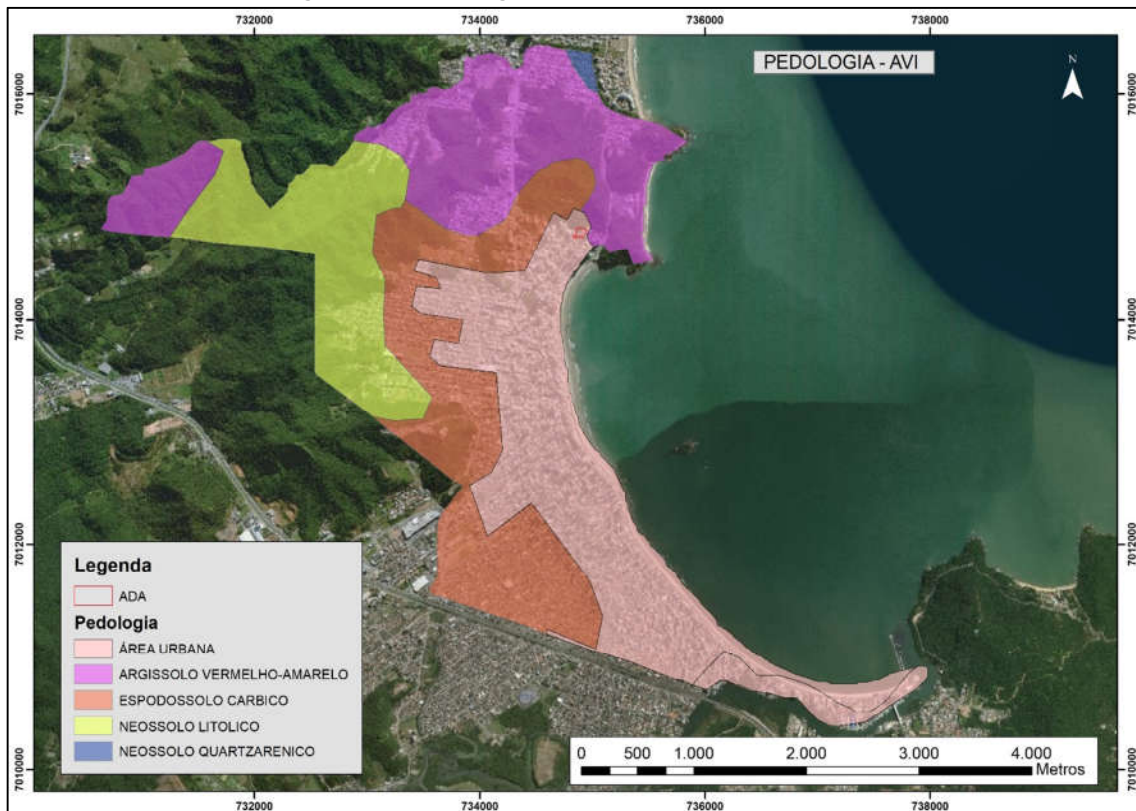 732000 734000 736000 738000
PEDOLOGIA - AVI
N
7016000 7016000
7014000 7014000
7012000 7012000
7010000 7010000
Legenda
ADA
Pedologia
ÁREA URBANA
ARGISSOLO VERMELHO-AMARELO
ESPODOSSOLO CARBICO
NEOSSOLO LITOLICO
NEOSSOLO QUARTZARENICO
0 500 1.000 2.000 3.000 4.000
Metros
732000 734000 736000 738000